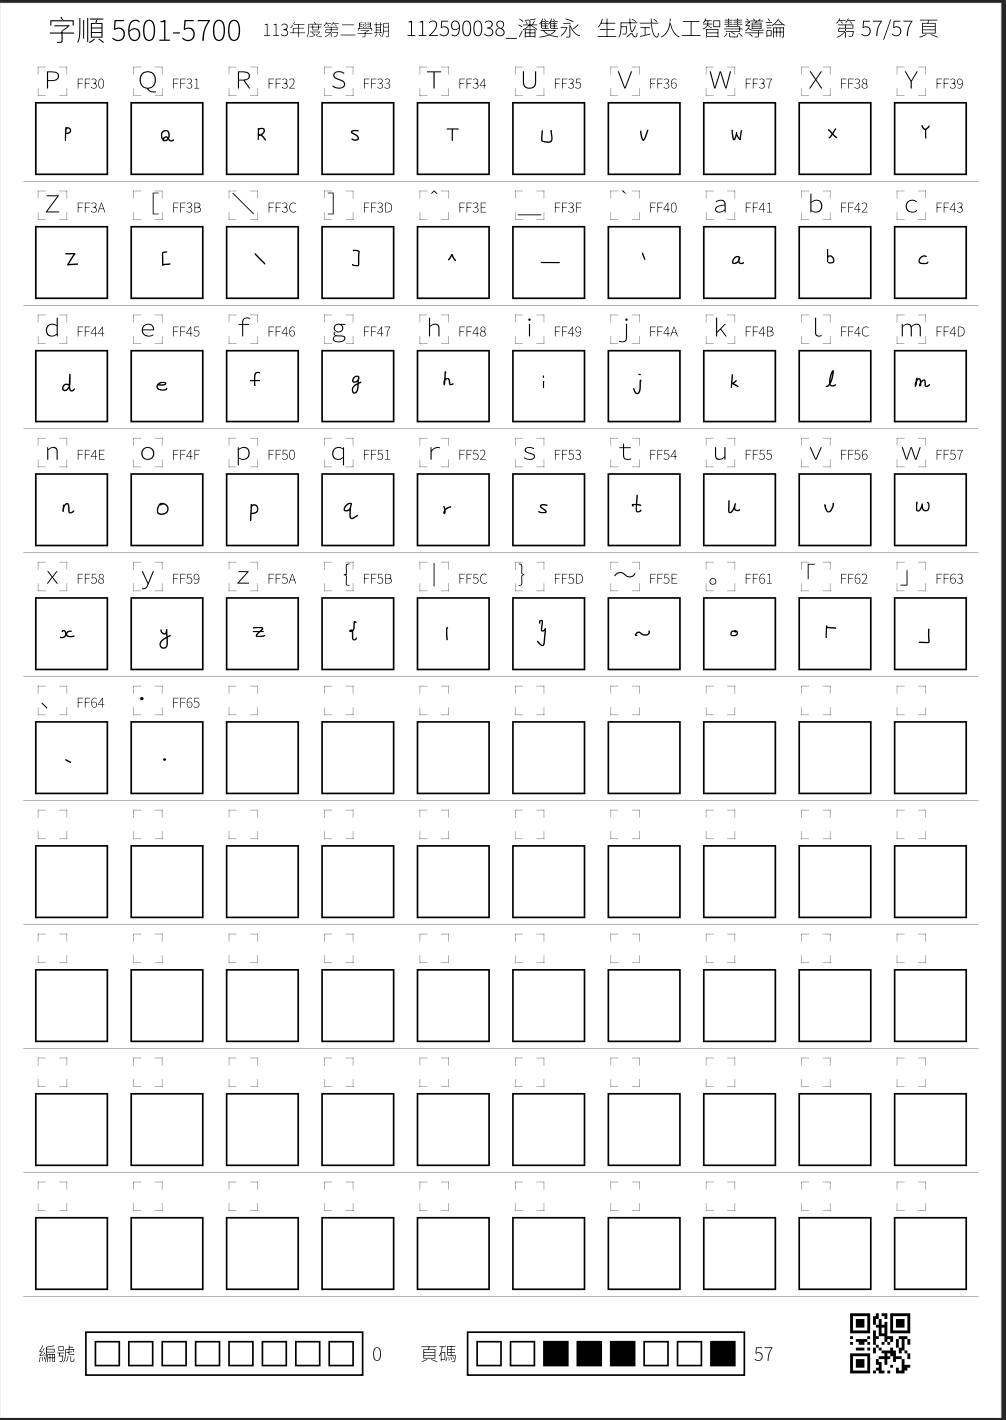 字順 5601-5700 113年度第二學期 112590038_潘雙永 生成式人工智慧導論 第 57/57 頁
Ｐ FF30 Ｑ FF31 Ｒ FF32 Ｓ FF33 Ｔ FF34 Ｕ FF35 Ｖ FF36 Ｗ FF37 Ｘ FF38 Ｙ FF39
P Q R S T U V W X Y
Ｚ FF3A ［ FF3B ＼ FF3C ］ FF3D ＾ FF3E ＿ FF3F ｀ FF40 ａ FF41 ｂ FF42 ｃ FF43
Z [ \ ] ^ _ ` a b c
ｄ FF44 ｅ FF45 ｆ FF46 ｇ FF47 ｈ FF48 ｉ FF49 ｊ FF4A ｋ FF4B ｌ FF4C ｍ FF4D
d e f g h i j k l m
ｎ FF4E ｏ FF4F ｐ FF50 ｑ FF51 ｒ FF52 ｓ FF53 ｔ FF54 ｕ FF55 ｖ FF56 ｗ FF57
n o p q r s t u v w
ｘ FF58 ｙ FF59 ｚ FF5A ｛ FF5B ｜ FF5C ｝ FF5D ～ FF5E ｡ FF61 ｢ FF62 ｣ FF63
x y z { | } ~ 。 「 」
､ FF64 ･ FF65
、 ·
編號 0 頁碼 57